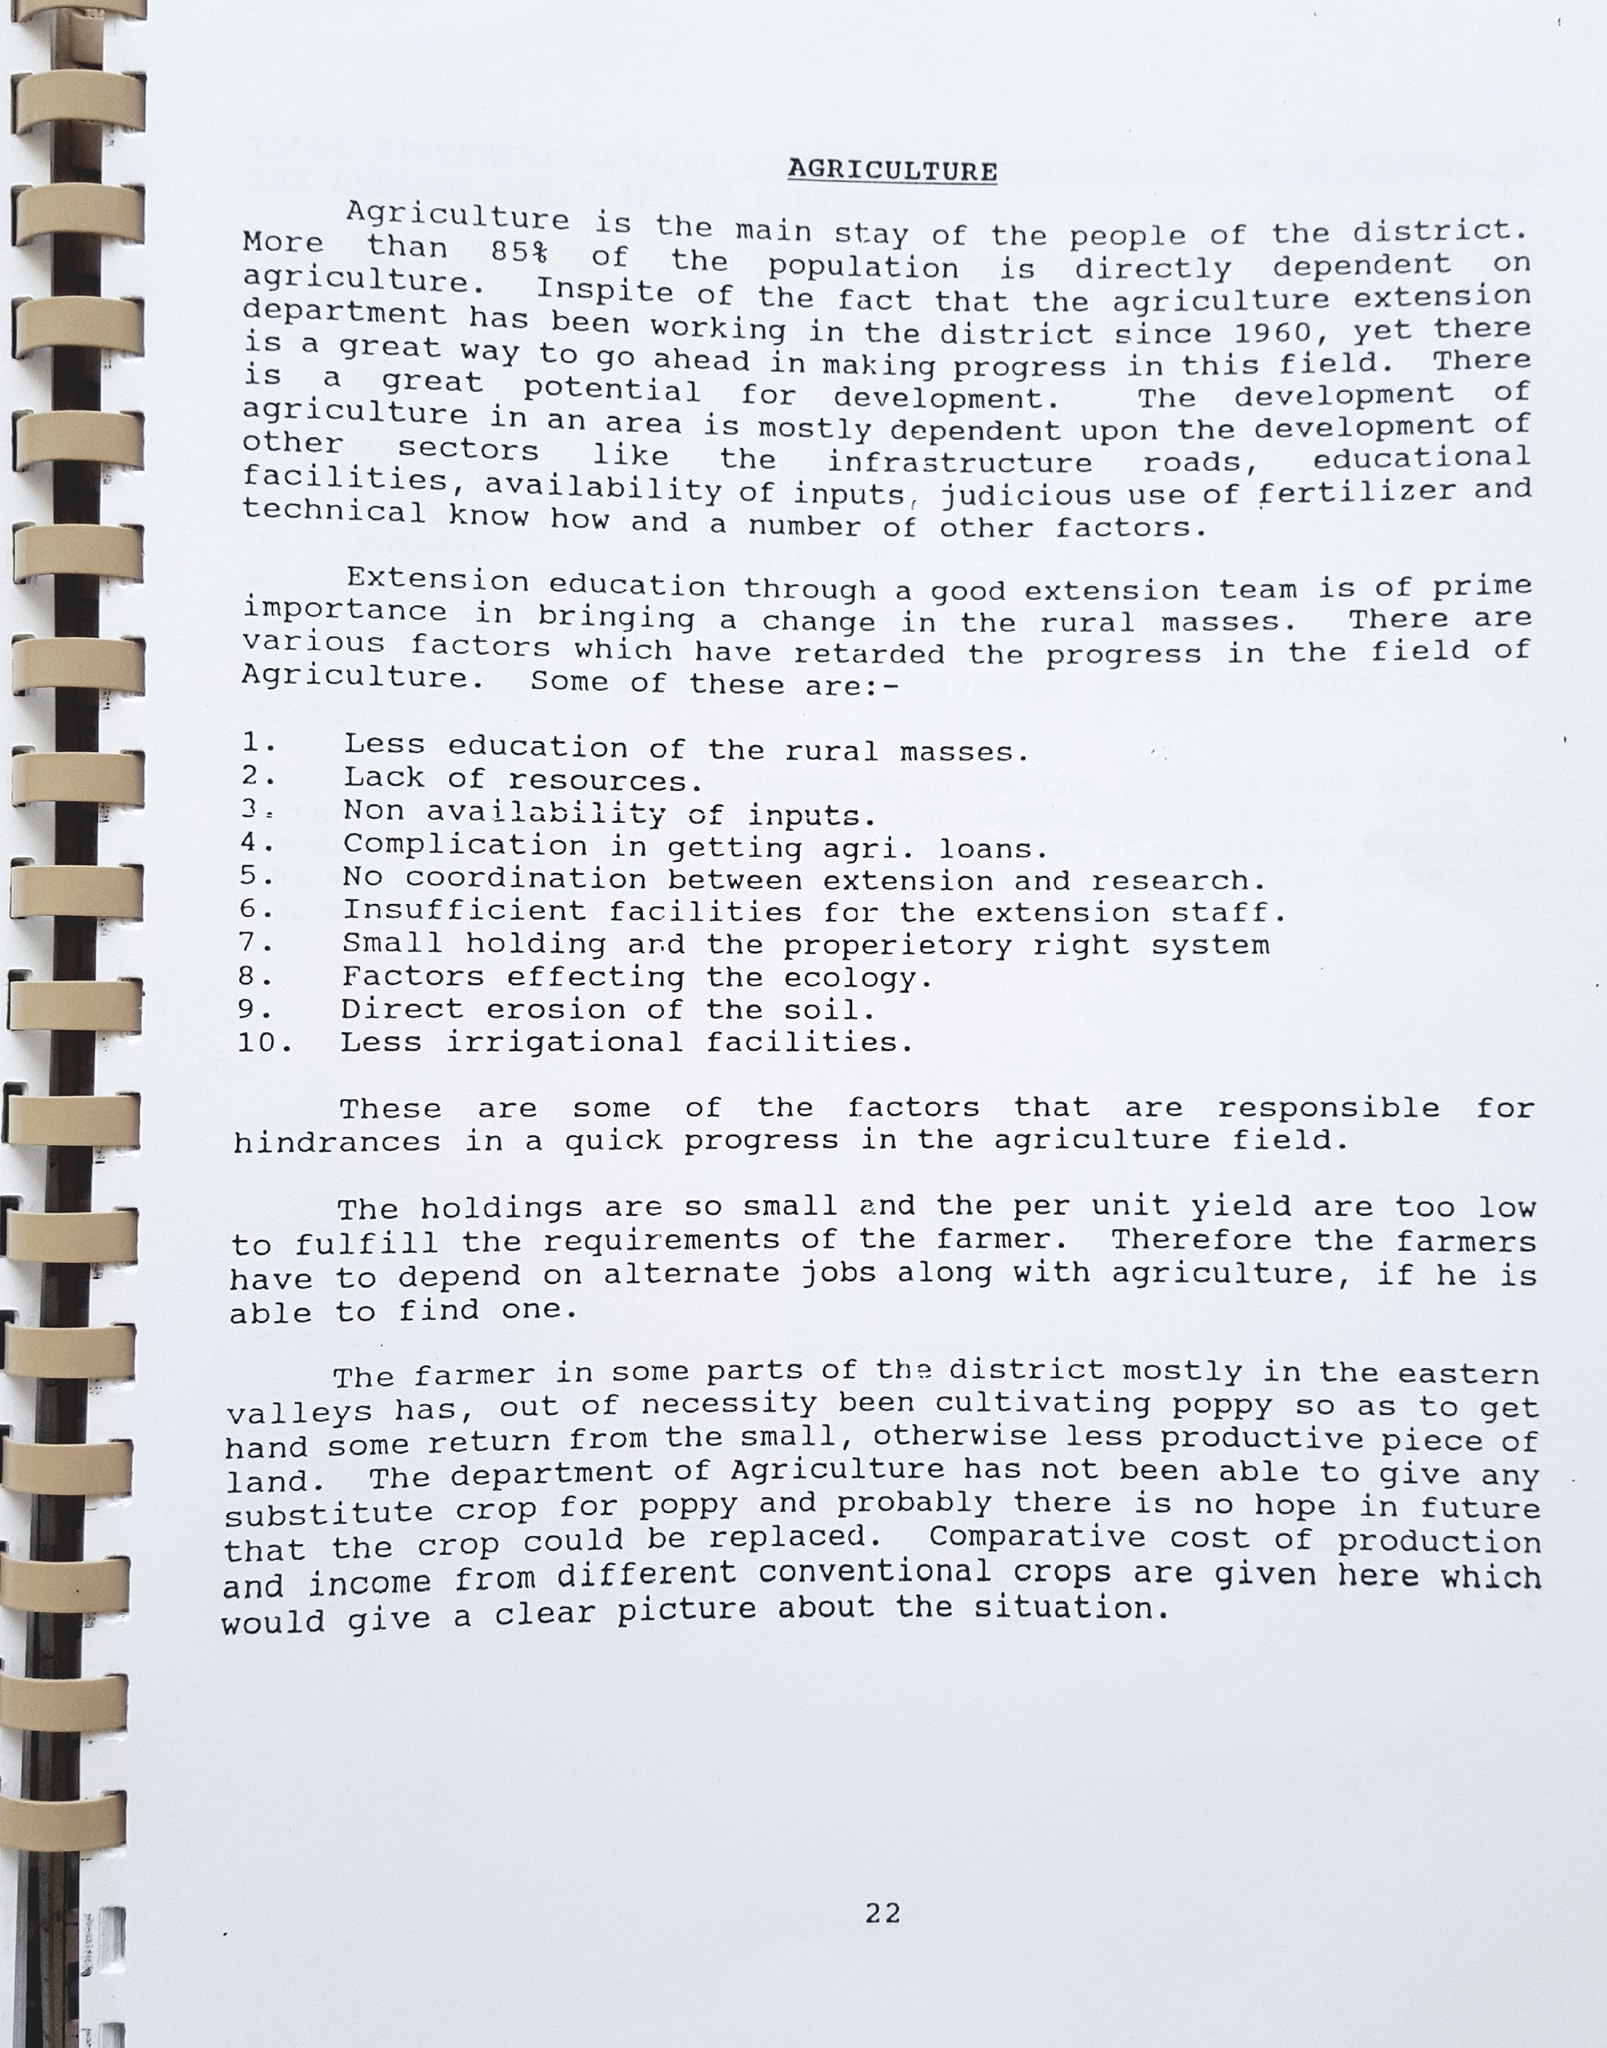 AGRICULTURE
Agriculture is the main stay of the people of the district.
More than 85% of the population is directly dependent on
agriculture. Inspite of the fact that the agriculture extension
department has been working in the district since 1960, yet there
is a great way to go ahead in making progress in this field. There
is a great potential for development. The development of
agriculture in an area is mostly dependent upon the development of
other sectors like the infrastructure roads, educational
facilities, availability of inputs, judicious use of fertilizer and
technical know how and a number of other factors.
Extension education through a good extension team is of prime
importance in bringing a change in the rural masses. There are
various factors which have retarded the progress in the field of
Agriculture. Some of these are:-
1. Less education of the rural masses.
2. Lack of resources.
3. Non availability of inputs.
4. Complication in getting agri. loans.
5. No coordination between extension and research.
6. Insufficient facilities for the extension staff.
7. Small holding and the properietory right system
8. Factors effecting the ecology.
9. Direct erosion of the soil.
10. Less irrigational facilities.
These are some of the factors that are responsible for
hindrances in a quick progress in the agriculture field.
The holdings are so small and the per unit yield are too low
to fulfill the requirements of the farmer. Therefore the farmers
have to depend on alternate jobs along with agriculture, if he is
able to find one.
The farmer in some parts of the district mostly in the eastern
valleys has, out of necessity been cultivating poppy so as to get
hand some return from the small, otherwise less productive piece of
land. The department of Agriculture has not been able to give any
substitute crop for poppy and probably there is no hope in future
that the crop could be replaced. Comparative cost of production
and income from different conventional crops are given here which
would give a clear picture about the situation.
22